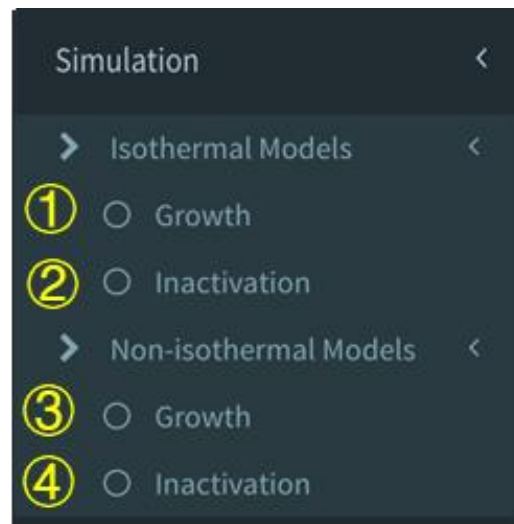 Simulation
Isothermal Models
① Growth
② Inactivation
Non-isothermal Models
③ Growth
④ Inactivation